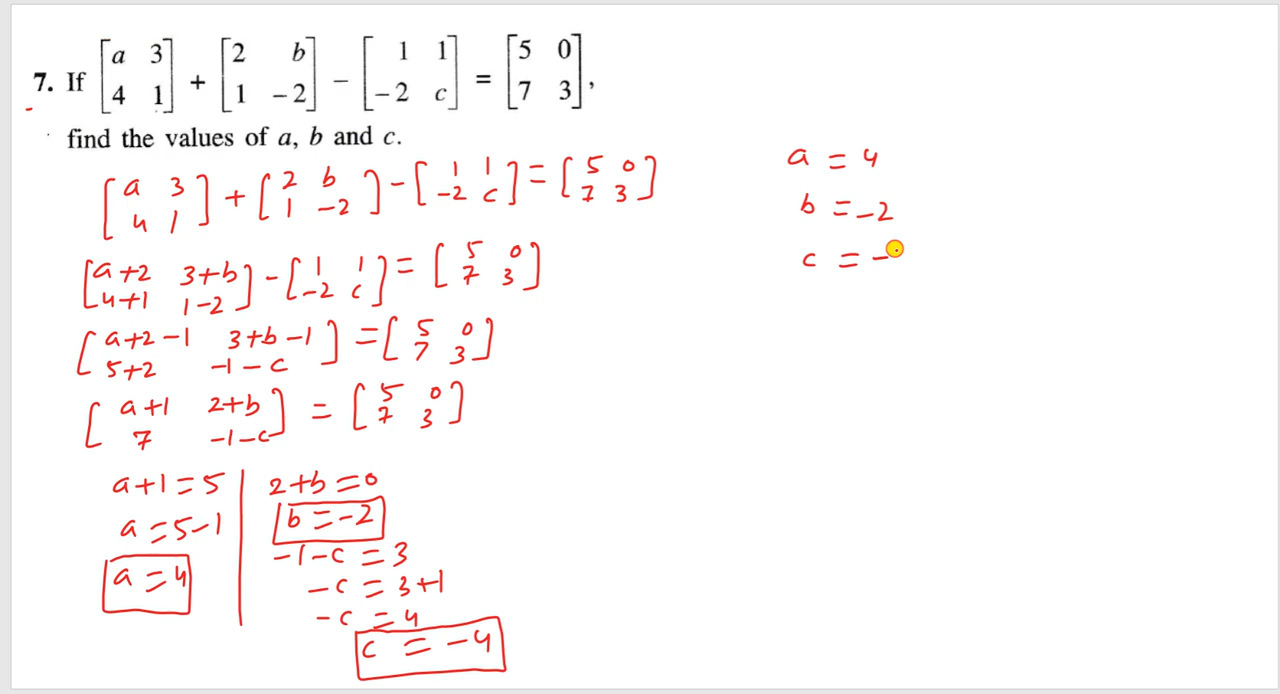 7. If [a 3; 4 1] + [2 b; 1 -2] - [1 1; -2 c] = [5 0; 7 3],
find the values of a, b and c.
[a 3; 4 1] + [2 b; 1 -2] - [1 1; -2 c] = [5 0; 7 3]
[a+2 3+b; 4+1 1-2] - [1 1; -2 c] = [5 0; 7 3]
[a+2-1 3+b-1; 5+2 -1-c] = [5 0; 7 3]
[a+1 2+b; 7 -1-c] = [5 0; 7 3]
a+1=5
a=5-1
a=4
2+b=0
b=-2
-1-c=3
-c=3+1
-c=4
c=-4
a=4
b=-2
c=-